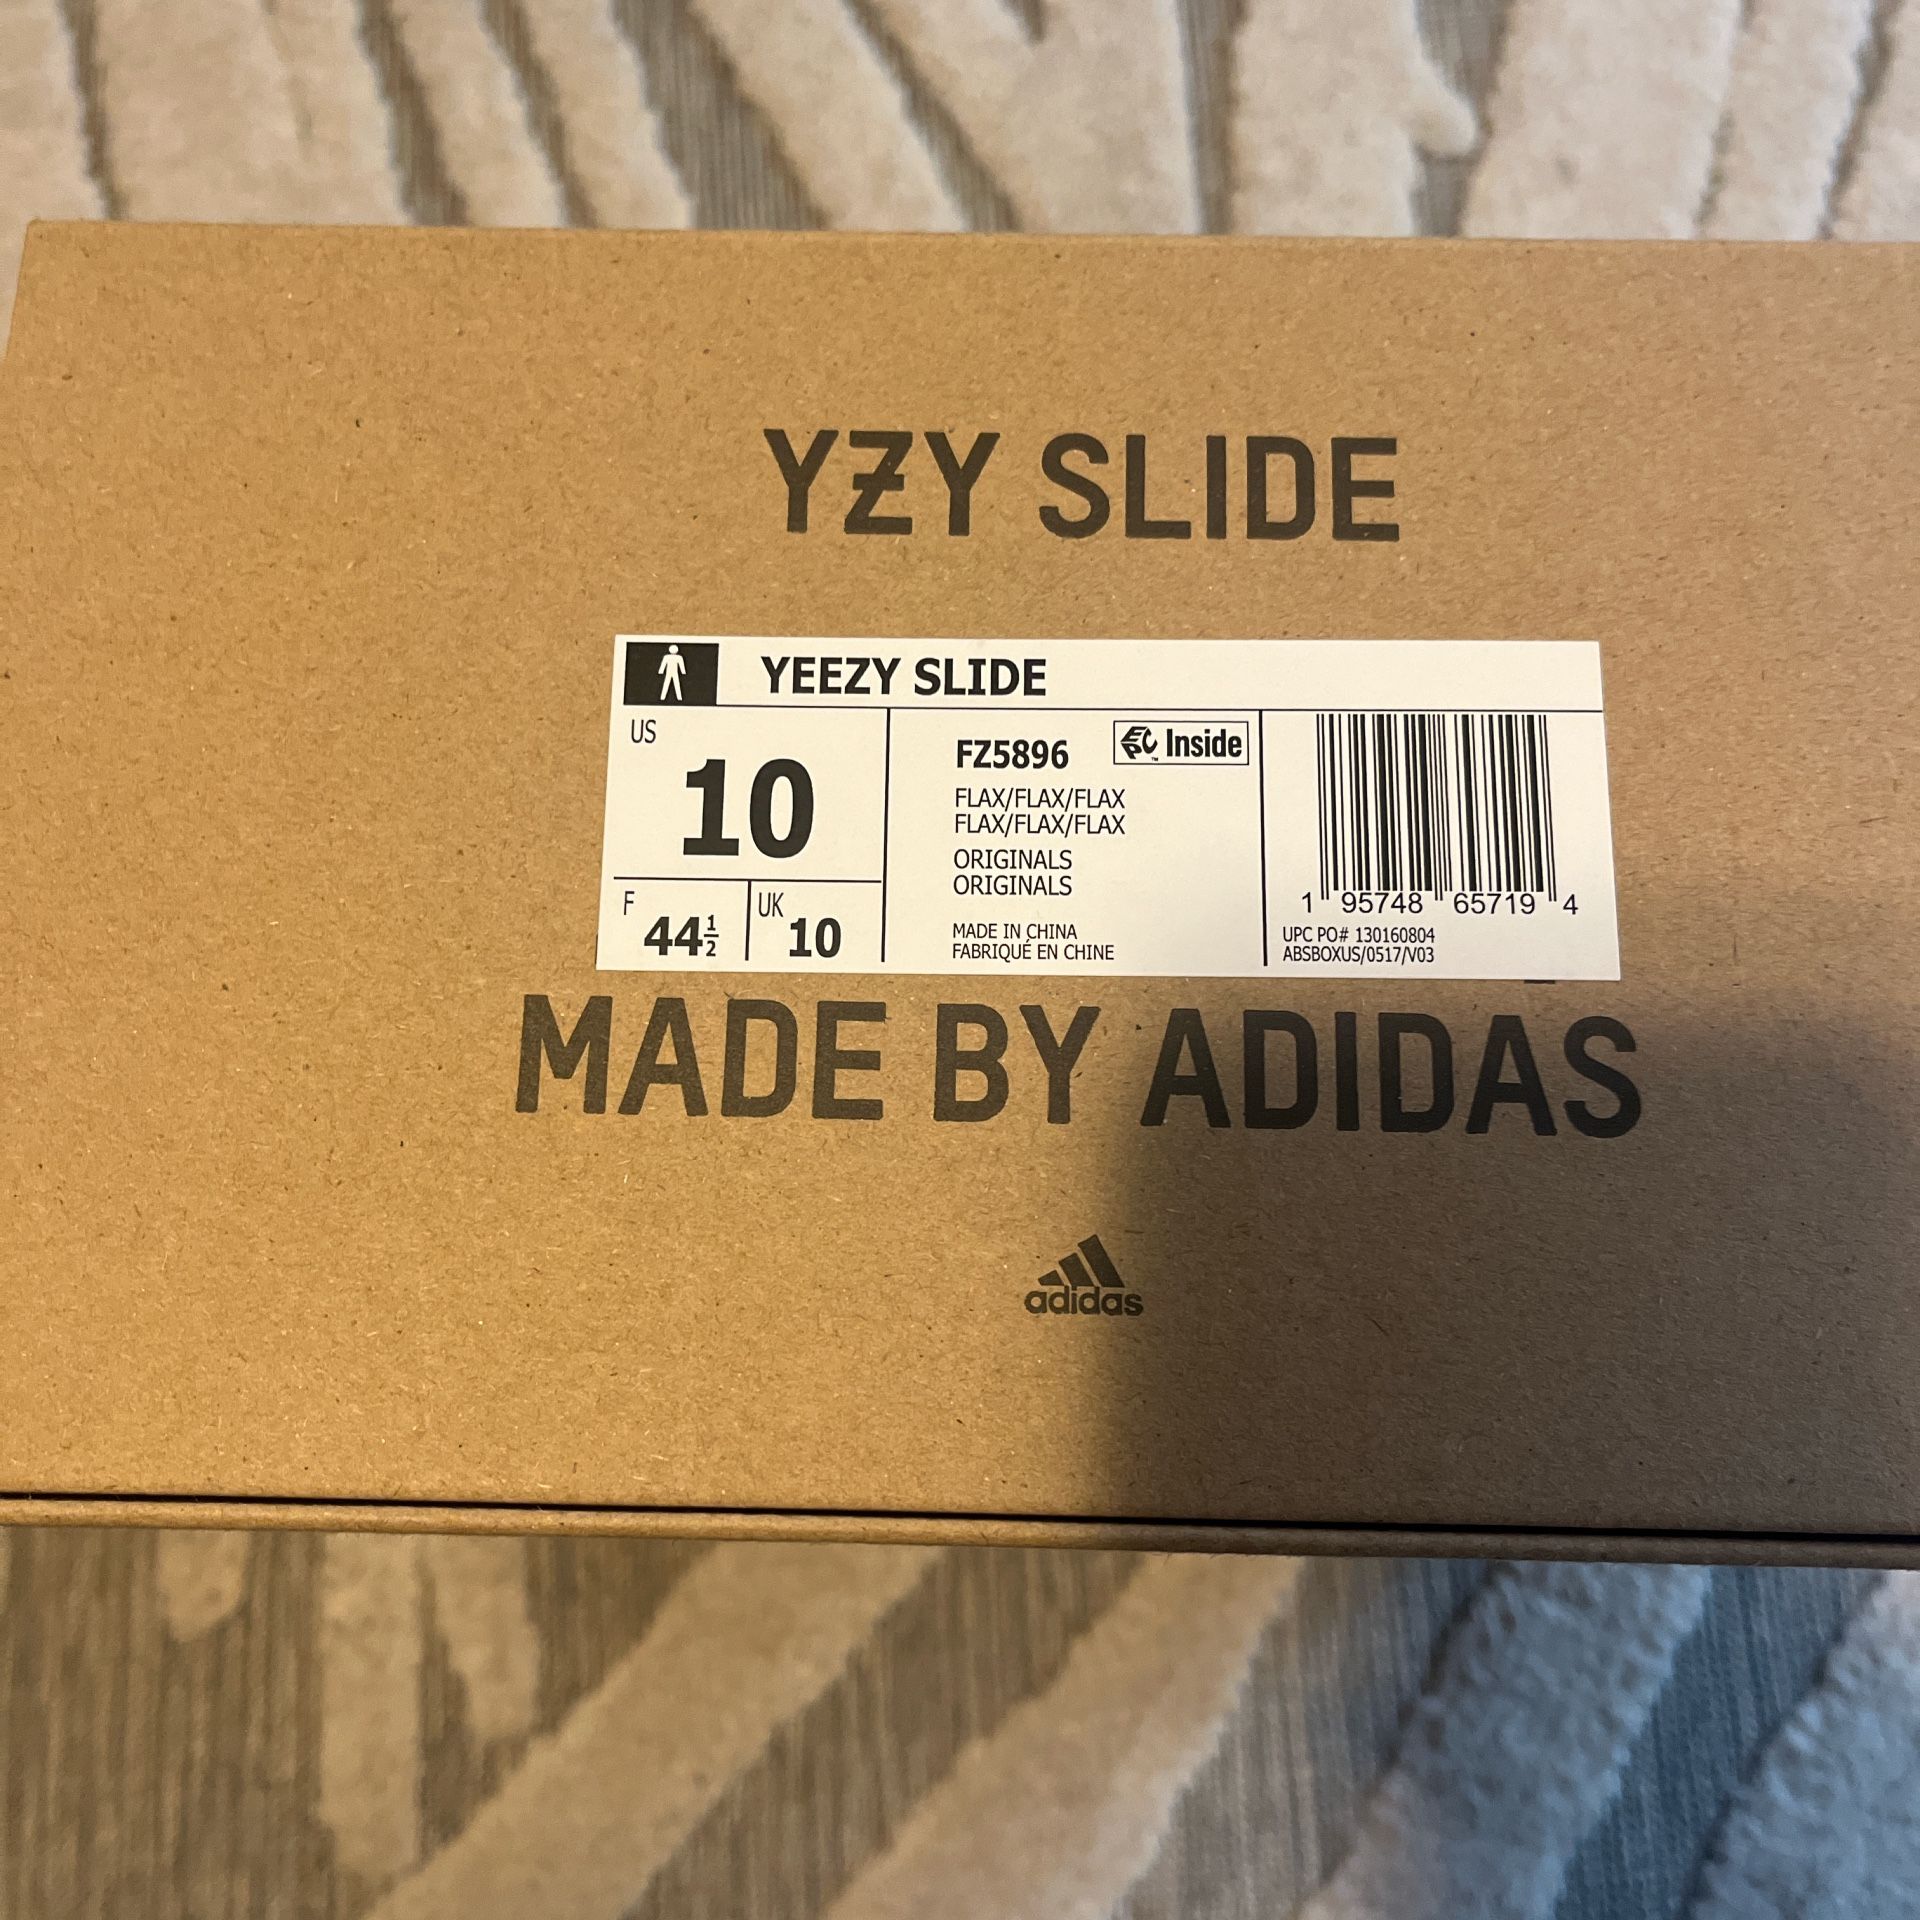 YZY SLIDE
YEEZY SLIDE
US
10
F
44½
UK
10
FZ5896
EPC Inside
™
FLAX/FLAX/FLAX
FLAX/FLAX/FLAX
ORIGINALS
ORIGINALS
MADE IN CHINA
FABRIQUÉ EN CHINE
1 95748 65719 4
UPC PO# 130160804
ABSBOXUS/0517/V03
MADE BY ADIDAS
adidas